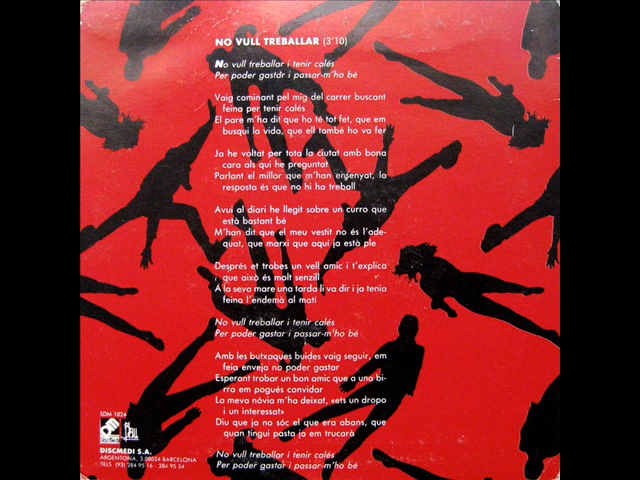 NO VULL TREBALLAR (3'10)
No vull treballar i tenir calés
Per poder gastàr i passar-m'ho bé
Vaig caminant pel mig del carrer buscant
feina per tenir calés
El pare m'ha dit que ho té tot fet, que em
busqui la vida, que ell també ho va fer
Ja he voltat per tota la ciutat amb bona
cara als qui he preguntat
Parlant el millor que m'han ensenyat, la
resposta és que no hi ha treball
Avui al diari he llegit sobre un curro que
està bastant bé
M'han dit que el meu vestit no és l'ade-
quat, que marxi que aquí ja està ple
Després et trobes un vell amic i t'explica
que això és molt senzill
A la seva mare una tarda li va dir i ja tenia
feina l'endemà al matí
No vull treballar i tenir calés
Per poder gastar i passar-m'ho bé
Amb les butxaques buides vaig seguir, em
feia enveja no poder gastar
Esperant trobar un bon amic que a una bi-
rra em pogués convidar
La meva nóvia m'ha deixat, «ets un dropo
i un interessat»
Diu que ja no sóc el que era abans, que
quan tingui pasta ja em trucarà
No vull treballar i tenir calés
Per poder gastar i passar-m'ho bé
SDM 1024
DISCMEDI S.A.
ARGENTONA, 3.08024 BARCELONA
TELS. (93) 284 95 16 - 284 95 54